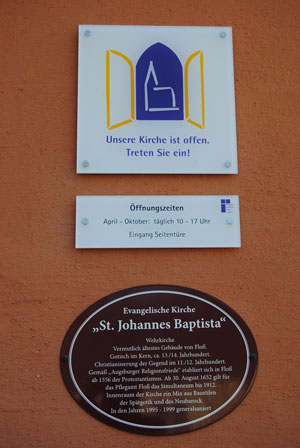 Unsere Kirche ist offen.
Treten Sie ein!
Öffnungszeiten
April - Oktober: täglich 10 - 17 Uhr
Eingang Seitentüre
Evangelische Kirche
„St. Johannes Baptista“
Wehrkirche
Vermutlich ältestes Gebäude von Floß
Gotisch im Kern, ca. 13./14. Jahrhundert.
Christianisierung der Gegend im 11./12. Jahrhundert.
Gemäß „Augsburger Religionsfriede“ etabliert sich in Floß
ab 1556 der Protestantismus. Ab 30. August 1652 gilt für
das Pflegamt Floß das Simultaneum bis 1912.
Innenraum der Kirche ein Mix aus Baustilen
der Spätgotik und des Neubarock.
In den Jahren 1995 - 1999 generalsaniert